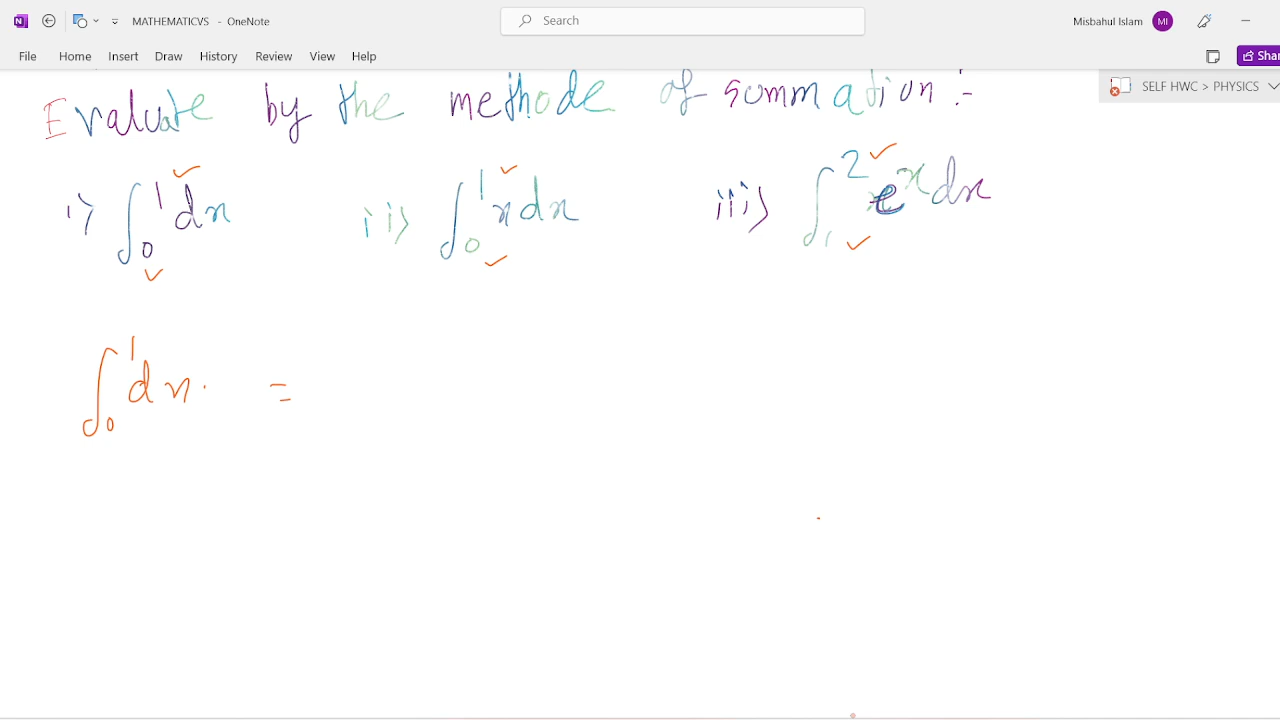 MATHEMATICVS - OneNote
Search
Misbahul Islam MI
File Home Insert Draw History Review View Help
Shar
SELF HWC > PHYSICS
Evaluate by the methode of summation :-
i) ∫₀¹ dx ii) ∫₀¹ x dx iii) ∫₁² eˣ dx
∫₀¹ dx . =